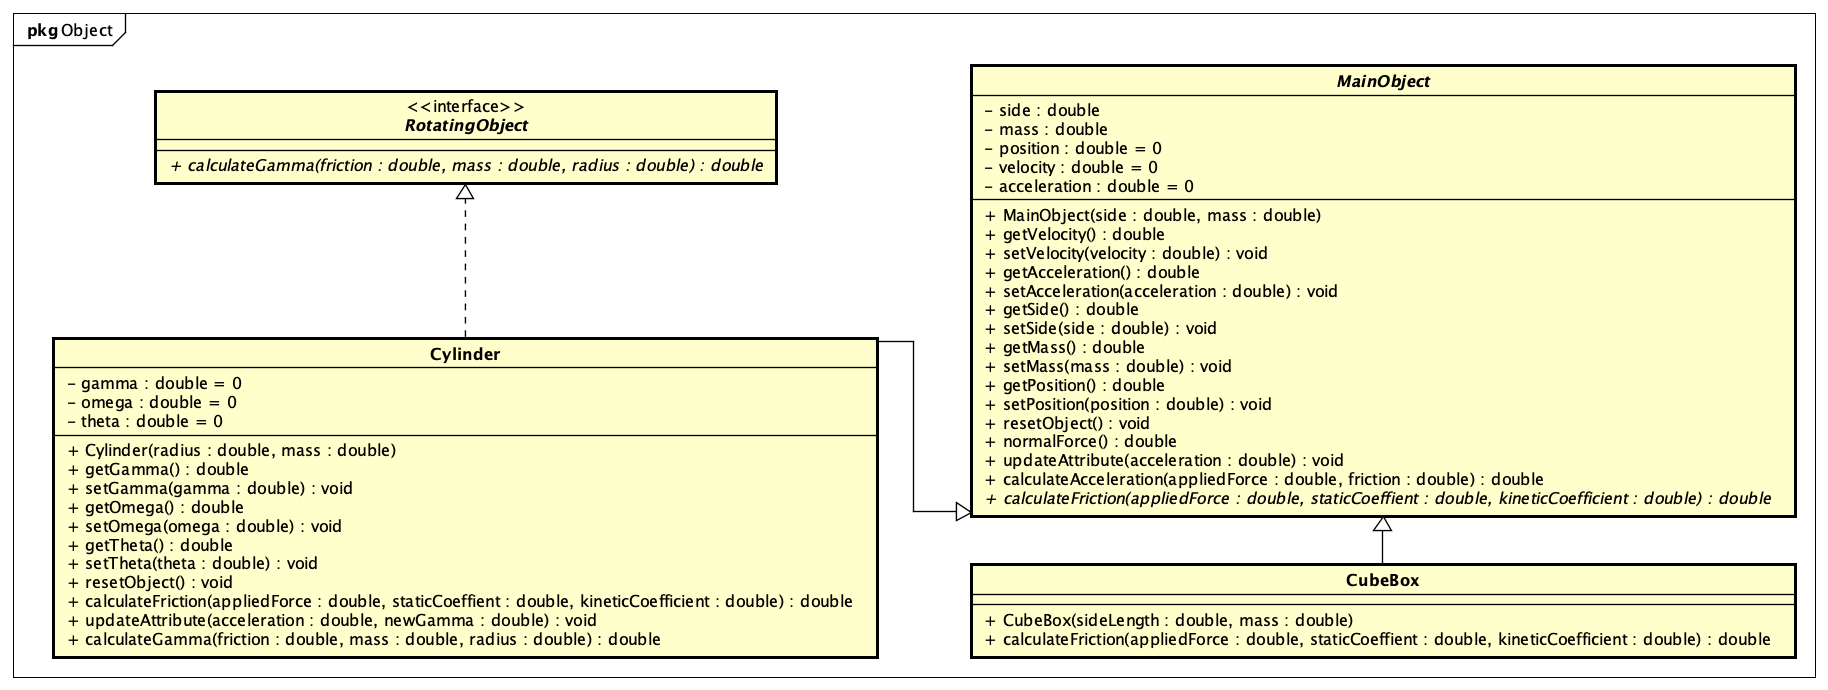 pkg Object
<<interface>>
RotatingObject
+ calculateGamma(friction : double, mass : double, radius : double) : double
MainObject
- side : double
- mass : double
- position : double = 0
- velocity : double = 0
- acceleration : double = 0
+ MainObject(side : double, mass : double)
+ getVelocity() : double
+ setVelocity(velocity : double) : void
+ getAcceleration() : double
+ setAcceleration(acceleration : double) : void
+ getSide() : double
+ setSide(side : double) : void
+ getMass() : double
+ setMass(mass : double) : void
+ getPosition() : double
+ setPosition(position : double) : void
+ resetObject() : void
+ normalForce() : double
+ updateAttribute(acceleration : double) : void
+ calculateAcceleration(appliedForce : double, friction : double) : double
+ calculateFriction(appliedForce : double, staticCoeffient : double, kineticCoefficient : double) : double
Cylinder
- gamma : double = 0
- omega : double = 0
- theta : double = 0
+ Cylinder(radius : double, mass : double)
+ getGamma() : double
+ setGamma(gamma : double) : void
+ getOmega() : double
+ setOmega(omega : double) : void
+ getTheta() : double
+ setTheta(theta : double) : void
+ resetObject() : void
+ calculateFriction(appliedForce : double, staticCoeffient : double, kineticCoefficient : double) : double
+ updateAttribute(acceleration : double, newGamma : double) : void
+ calculateGamma(friction : double, mass : double, radius : double) : double
CubeBox
+ CubeBox(sideLength : double, mass : double)
+ calculateFriction(appliedForce : double, staticCoeffient : double, kineticCoefficient : double) : double